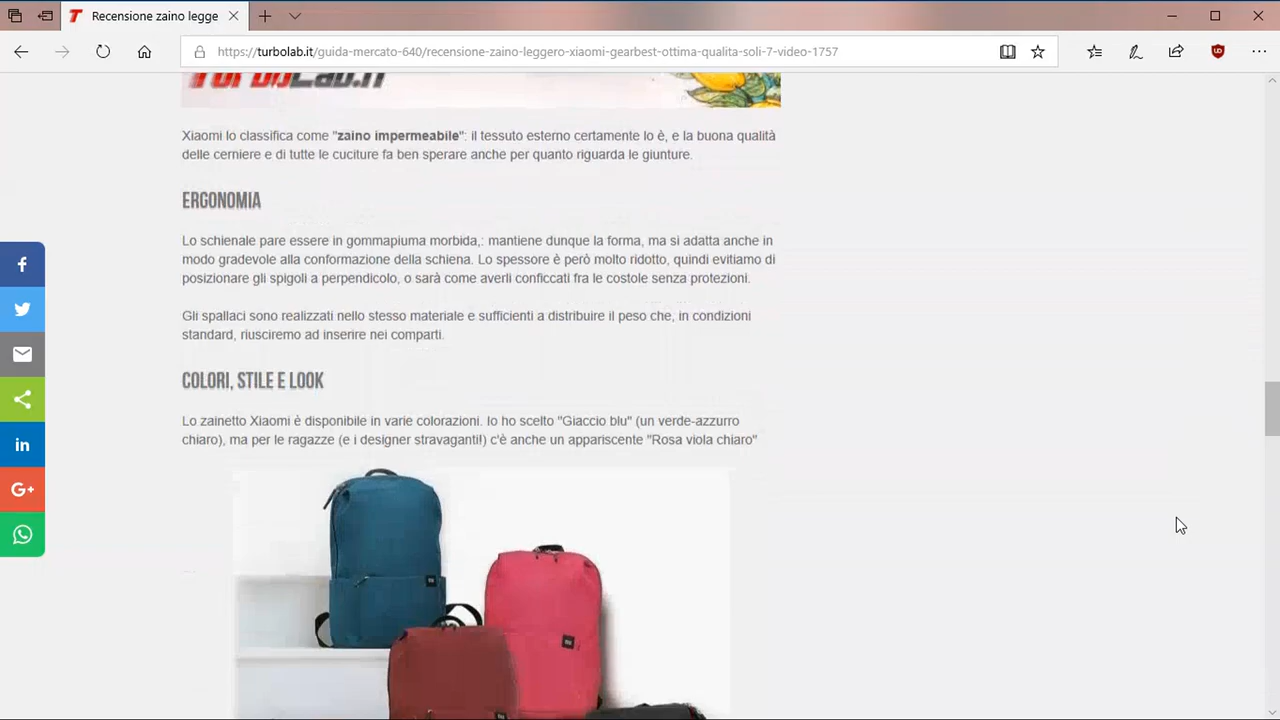 Recensione zaino legge
https://turbolab.it/guida-mercato-640/recensione-zaino-leggero-xiaomi-gearbest-ottima-qualita-soli-7-video-1757
TurboLab.it
Xiaomi lo classifica come "zaino impermeabile": il tessuto esterno certamente lo è, e la buona qualità
delle cerniere e di tutte le cuciture fa ben sperare anche per quanto riguarda le giunture.
ERGONOMIA
Lo schienale pare essere in gommapiuma morbida,: mantiene dunque la forma, ma si adatta anche in
modo gradevole alla conformazione della schiena. Lo spessore è però molto ridotto, quindi evitiamo di
posizionare gli spigoli a perpendicolo, o sarà come averli conficcati fra le costole senza protezioni.
Gli spallaci sono realizzati nello stesso materiale e sufficienti a distribuire il peso che, in condizioni
standard, riusciremo ad inserire nei comparti.
COLORI, STILE E LOOK
Lo zainetto Xiaomi è disponibile in varie colorazioni. Io ho scelto "Giaccio blu" (un verde-azzurro
chiaro), ma per le ragazze (e i designer stravaganti!) c'è anche un appariscente "Rosa viola chiaro"